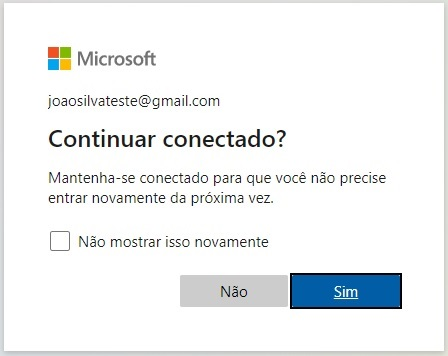 Microsoft
joaosilvateste@gmail.com
Continuar conectado?
Mantenha-se conectado para que você não precise
entrar novamente da próxima vez.
Não mostrar isso novamente
Não
Sim